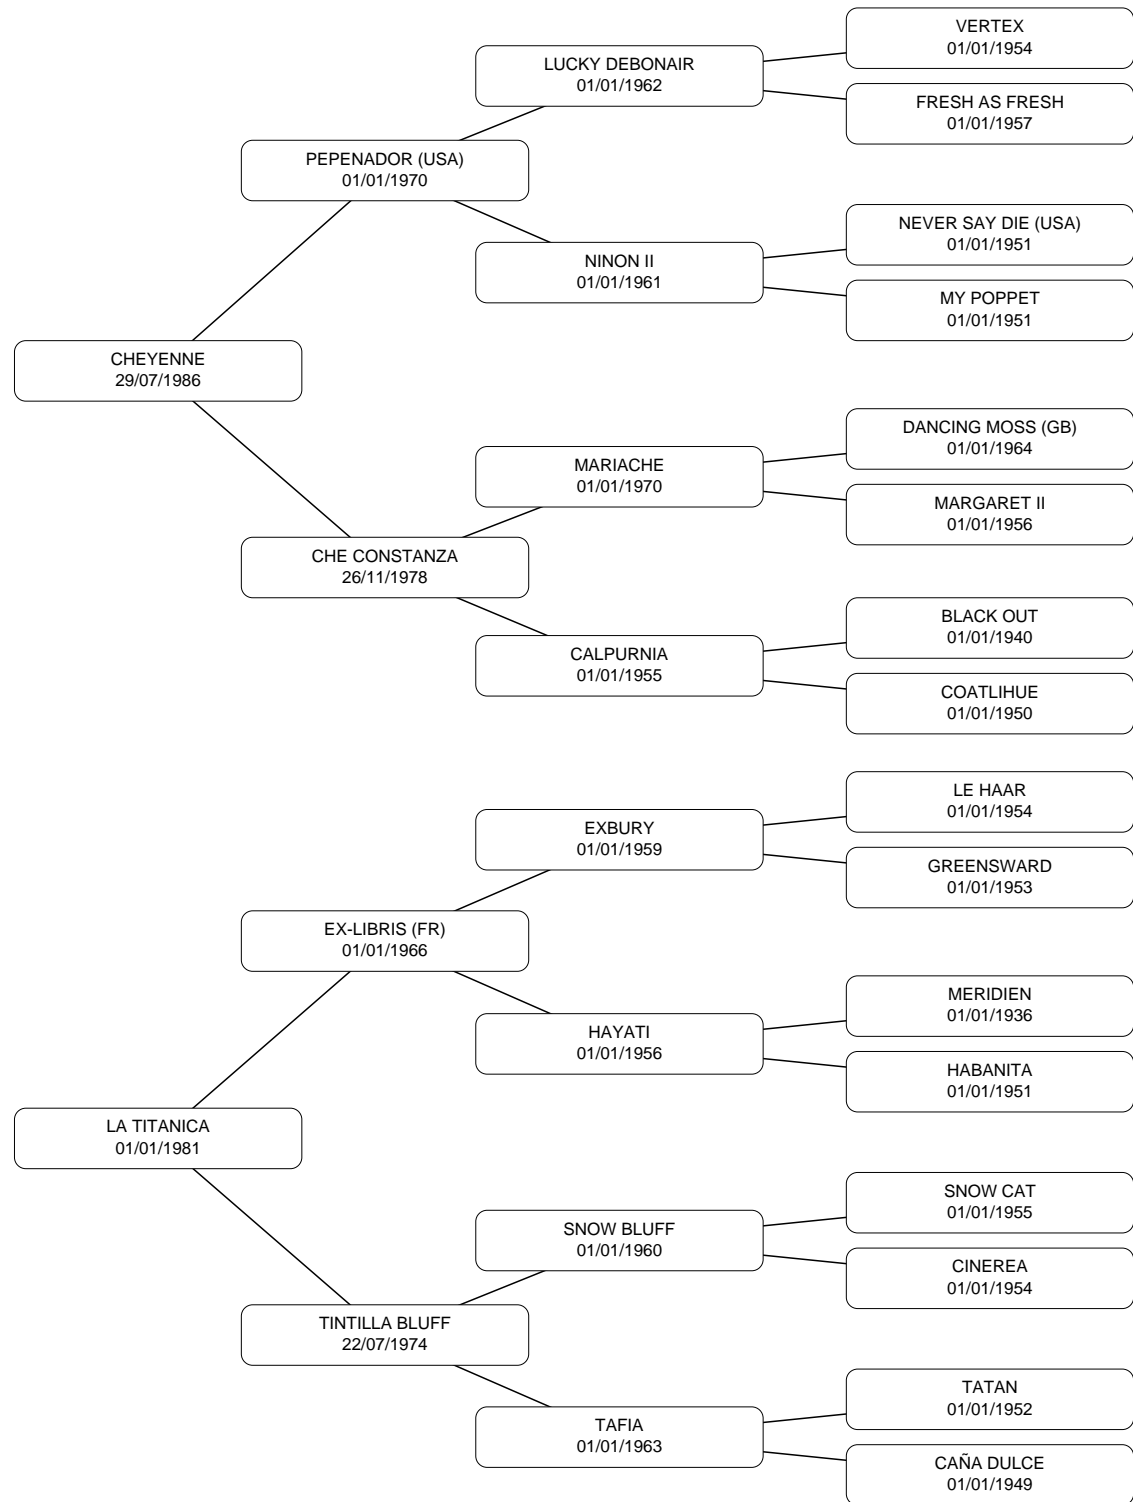 VERTEX
01/01/1954
LUCKY DEBONAIR
01/01/1962
FRESH AS FRESH
01/01/1957
PEPENADOR (USA)
01/01/1970
NEVER SAY DIE (USA)
01/01/1951
NINON II
01/01/1961
MY POPPET
01/01/1951
CHEYENNE
29/07/1986
DANCING MOSS (GB)
01/01/1964
MARIACHE
01/01/1970
MARGARET II
01/01/1956
CHE CONSTANZA
26/11/1978
BLACK OUT
01/01/1940
CALPURNIA
01/01/1955
COATLIHUE
01/01/1950
LE HAAR
01/01/1954
EXBURY
01/01/1959
GREENSWARD
01/01/1953
EX-LIBRIS (FR)
01/01/1966
MERIDIEN
01/01/1936
HAYATI
01/01/1956
HABANITA
01/01/1951
LA TITANICA
01/01/1981
SNOW CAT
01/01/1955
SNOW BLUFF
01/01/1960
CINEREA
01/01/1954
TINTILLA BLUFF
22/07/1974
TATAN
01/01/1952
TAFIA
01/01/1963
CAÑA DULCE
01/01/1949